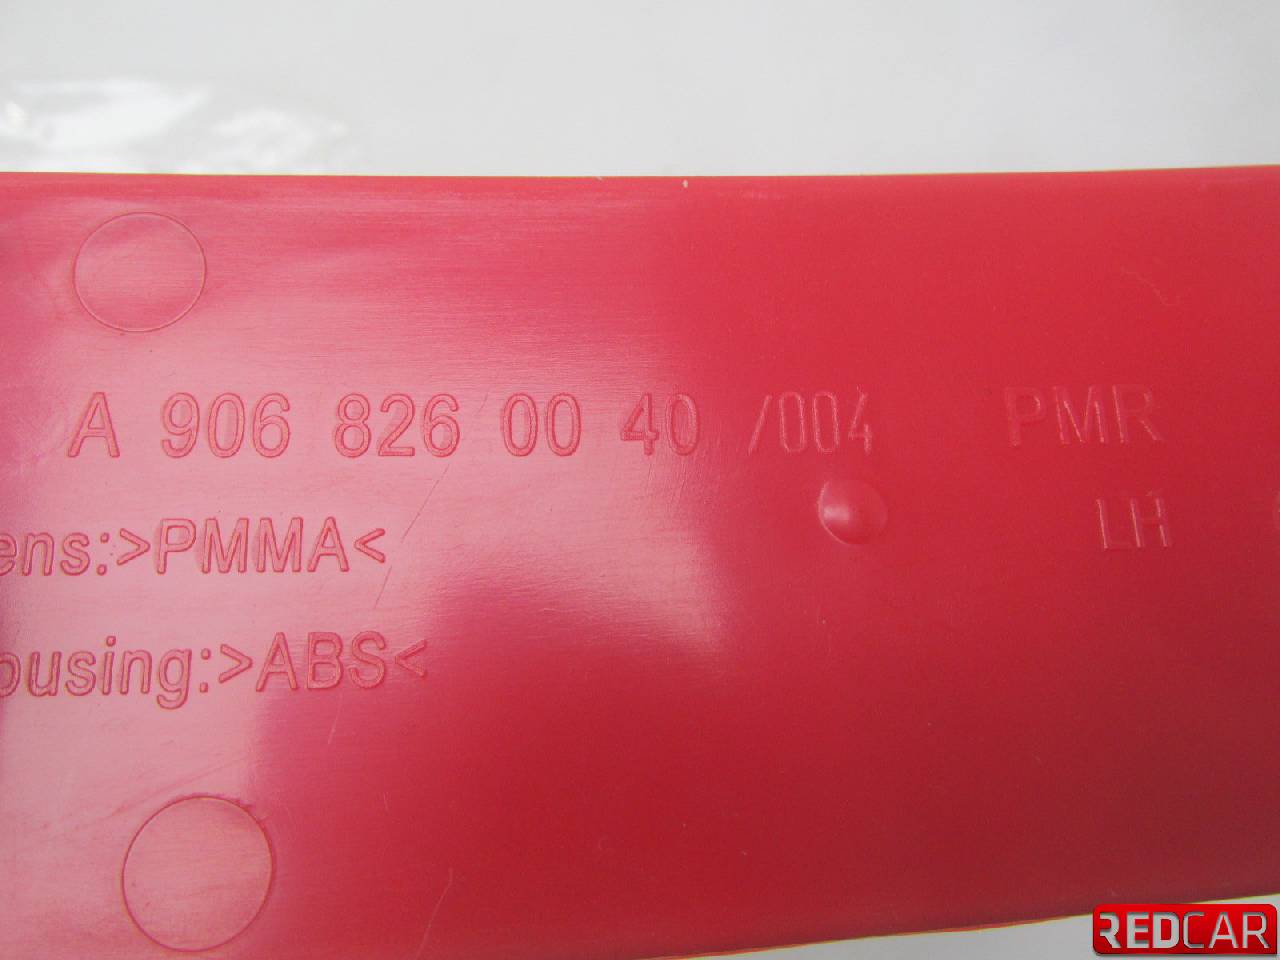 A 906 826 00 40 /004 PMR
LH
ens:>PMMA<
ousing:>ABS<
REDCAR